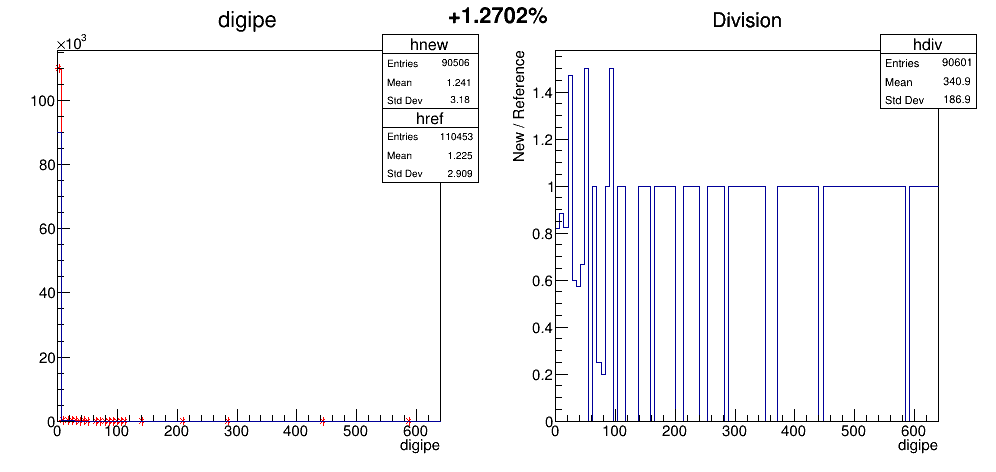 +1.2702%
digipe
×10³
hnew
Entries 90506
Mean 1.241
Std Dev 3.18
href
Entries 110453
Mean 1.225
Std Dev 2.909
100
80
60
40
20
0
0 100 200 300 400 500 600
digipe
Division
hdiv
Entries 90601
Mean 340.9
Std Dev 186.9
New / Reference
1.4
1.2
1
0.8
0.6
0.4
0.2
0
0 100 200 300 400 500 600
digipe